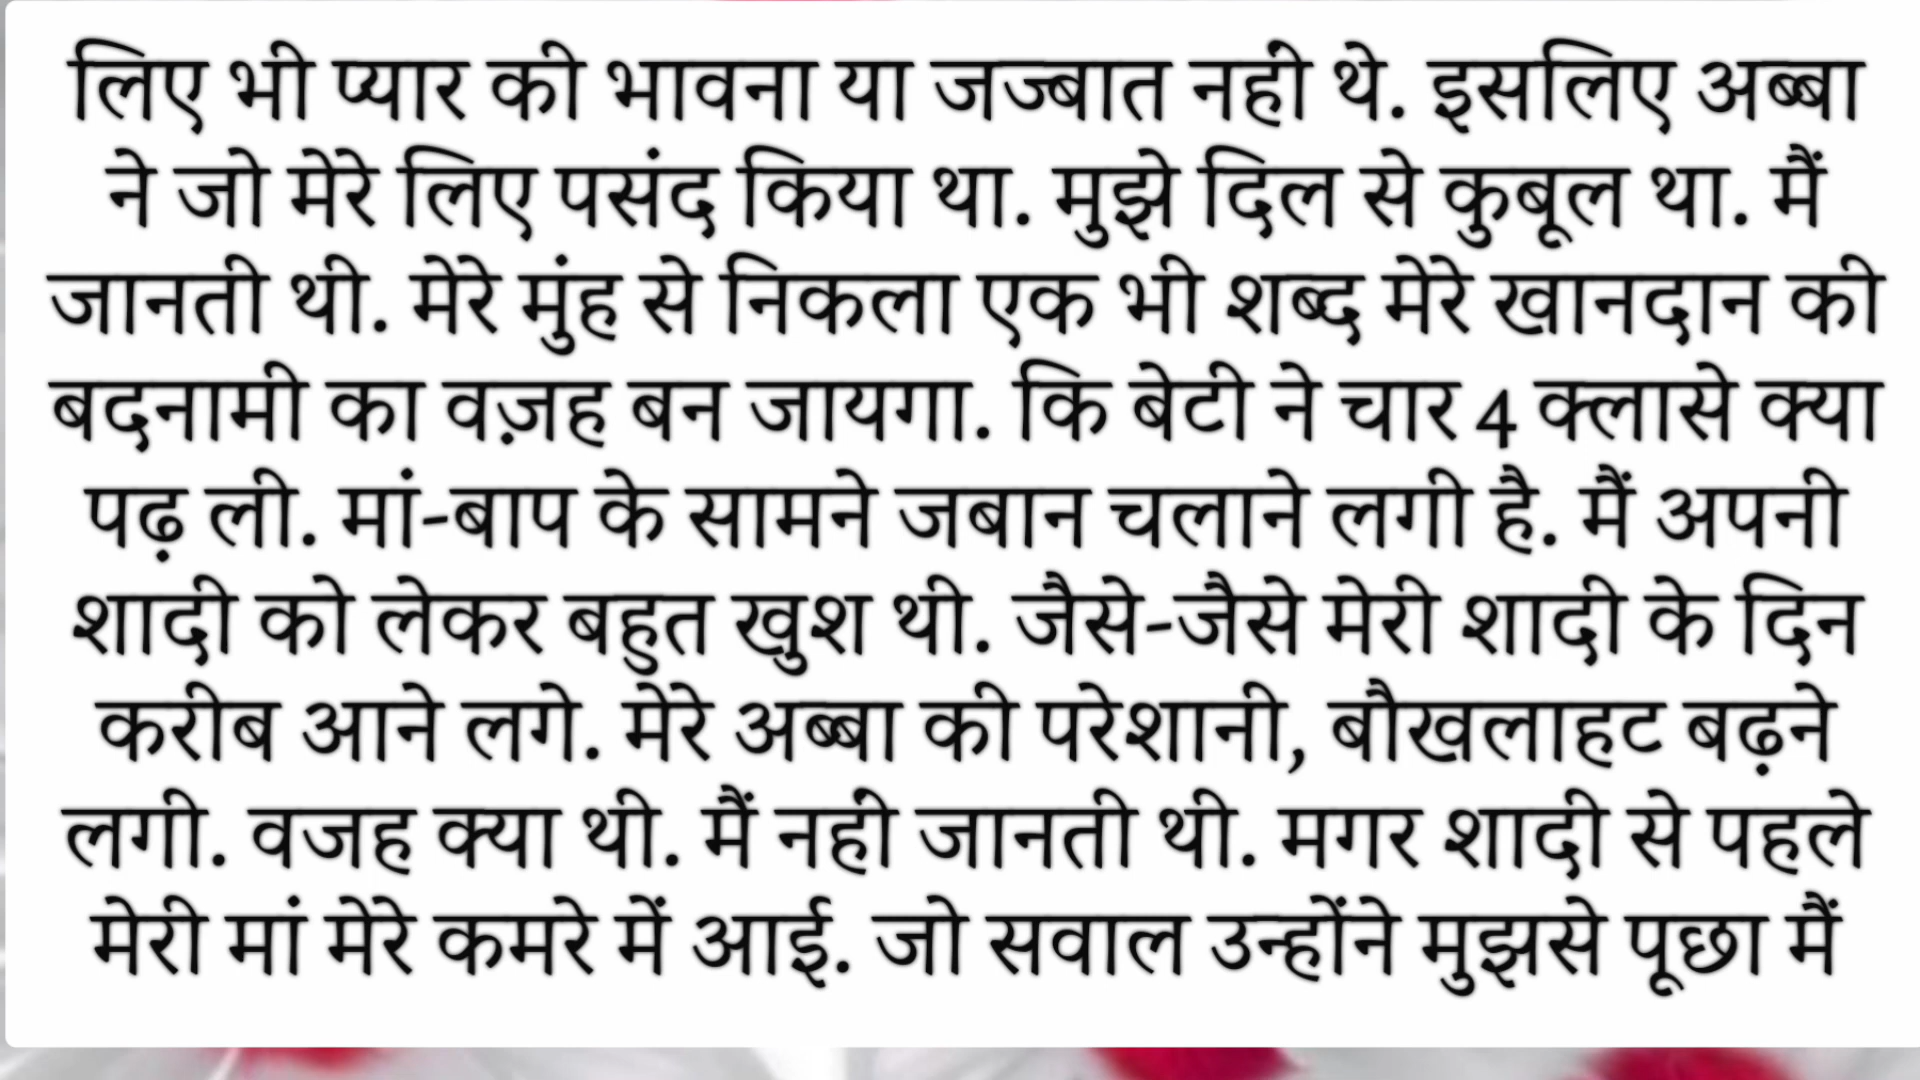 लिए भी प्यार की भावना या जज्बात नही थे. इसलिए अब्बा
ने जो मेरे लिए पसंद किया था. मुझे दिल से कुबूल था. मैं
जानती थी. मेरे मुंह से निकला एक भी शब्द मेरे खानदान की
बदनामी का वज़ह बन जायगा. कि बेटी ने चार 4 क्लासे क्या
पढ़ ली. मां-बाप के सामने जबान चलाने लगी है. मैं अपनी
शादी को लेकर बहुत खुश थी. जैसे-जैसे मेरी शादी के दिन
करीब आने लगे. मेरे अब्बा की परेशानी, बौखलाहट बढ़ने
लगी. वजह क्या थी. मैं नही जानती थी. मगर शादी से पहले
मेरी मां मेरे कमरे में आई. जो सवाल उन्होंने मुझसे पूछा मैं